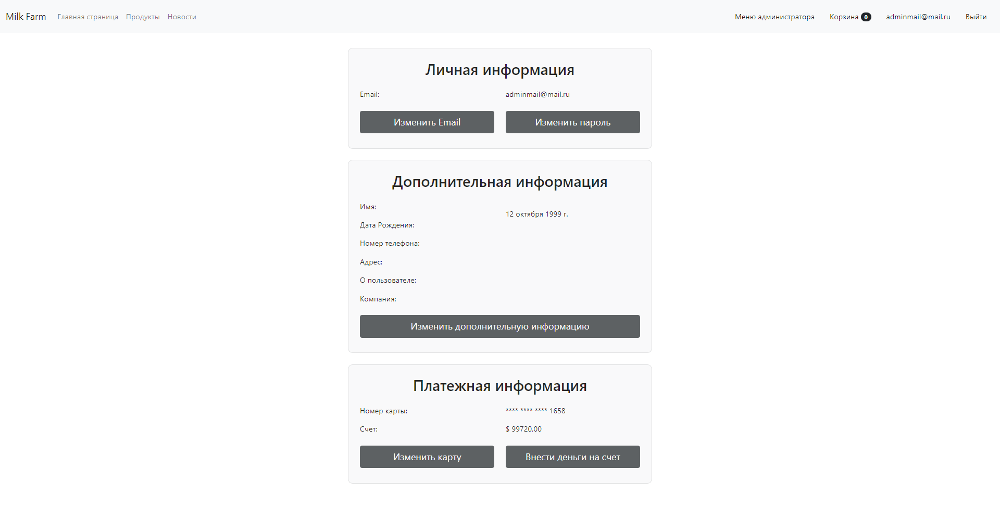 Milk Farm Главная страница Продукты Новости Меню администратора Корзина 0 adminmail@mail.ru Выйти
Личная информация
Email: adminmail@mail.ru
Изменить Email Изменить пароль
Дополнительная информация
Имя:
12 октября 1999 г.
Дата Рождения:
Номер телефона:
Адрес:
О пользователе:
Компания:
Изменить дополнительную информацию
Платежная информация
Номер карты: **** **** **** 1658
Счет: $ 99720,00
Изменить карту Внести деньги на счет